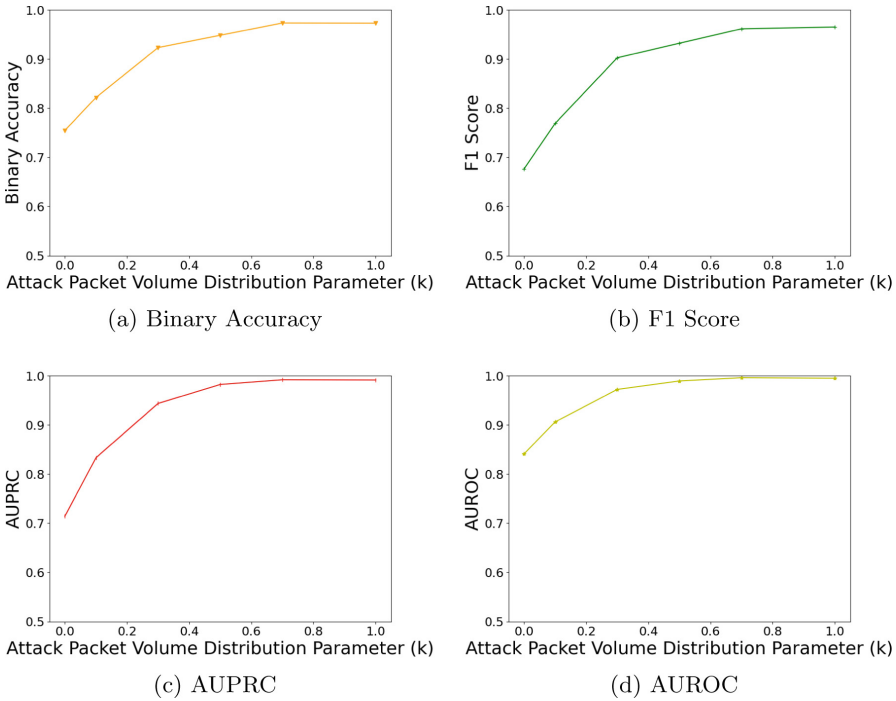 1.0
0.9
0.8
0.7
0.6
0.5
Binary Accuracy
0.0 0.2 0.4 0.6 0.8 1.0
Attack Packet Volume Distribution Parameter (k)
(a) Binary Accuracy
1.0
0.9
0.8
0.7
0.6
0.5
F1 Score
0.0 0.2 0.4 0.6 0.8 1.0
Attack Packet Volume Distribution Parameter (k)
(b) F1 Score
1.0
0.9
0.8
0.7
0.6
0.5
AUPRC
0.0 0.2 0.4 0.6 0.8 1.0
Attack Packet Volume Distribution Parameter (k)
(c) AUPRC
1.0
0.9
0.8
0.7
0.6
0.5
AUROC
0.0 0.2 0.4 0.6 0.8 1.0
Attack Packet Volume Distribution Parameter (k)
(d) AUROC